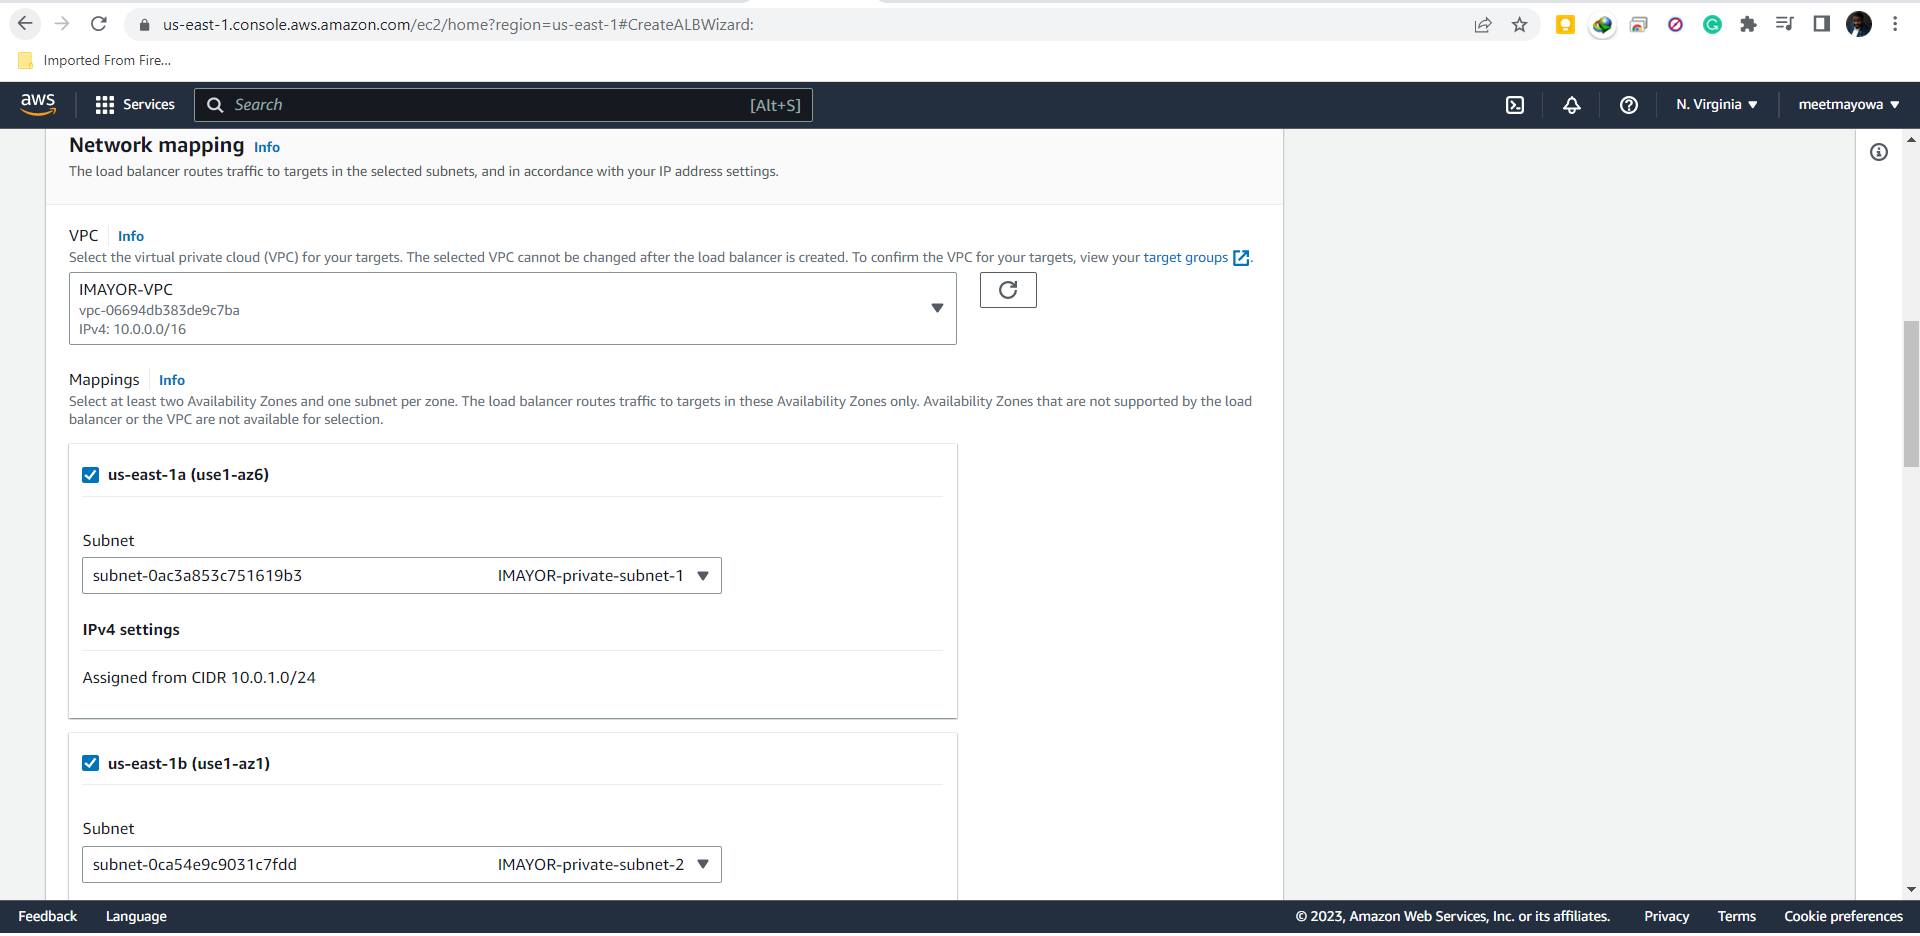 us-east-1.console.aws.amazon.com/ec2/home?region=us-east-1#CreateALBWizard:
Imported From Fire...
aws
Services
Search
[Alt+S]
N. Virginia
meetmayowa
Network mapping Info
The load balancer routes traffic to targets in the selected subnets, and in accordance with your IP address settings.
VPC Info
Select the virtual private cloud (VPC) for your targets. The selected VPC cannot be changed after the load balancer is created. To confirm the VPC for your targets, view your target groups.
IMAYOR-VPC
vpc-06694db383de9c7ba
IPv4: 10.0.0.0/16
Mappings Info
Select at least two Availability Zones and one subnet per zone. The load balancer routes traffic to targets in these Availability Zones only. Availability Zones that are not supported by the load
balancer or the VPC are not available for selection.
us-east-1a (use1-az6)
Subnet
subnet-0ac3a853c751619b3 IMAYOR-private-subnet-1
IPv4 settings
Assigned from CIDR 10.0.1.0/24
us-east-1b (use1-az1)
Subnet
subnet-0ca54e9c9031c7fdd IMAYOR-private-subnet-2
Feedback Language © 2023, Amazon Web Services, Inc. or its affiliates. Privacy Terms Cookie preferences